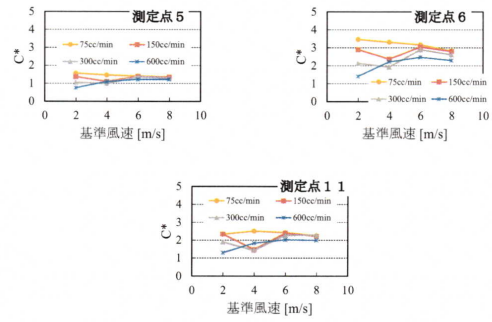 測定点５
5
4
3
2
1
0
C*
75cc/min
150cc/min
300cc/min
600cc/min
0 2 4 6 8 10
基準風速 [m/s]
測定点６
5
4
3
2
1
0
C*
75cc/min
150cc/min
300cc/min
600cc/min
0 2 4 6 8 10
基準風速 [m/s]
測定点１１
5
4
3
2
1
0
C*
75cc/min
150cc/min
300cc/min
600cc/min
0 2 4 6 8 10
基準風速 [m/s]